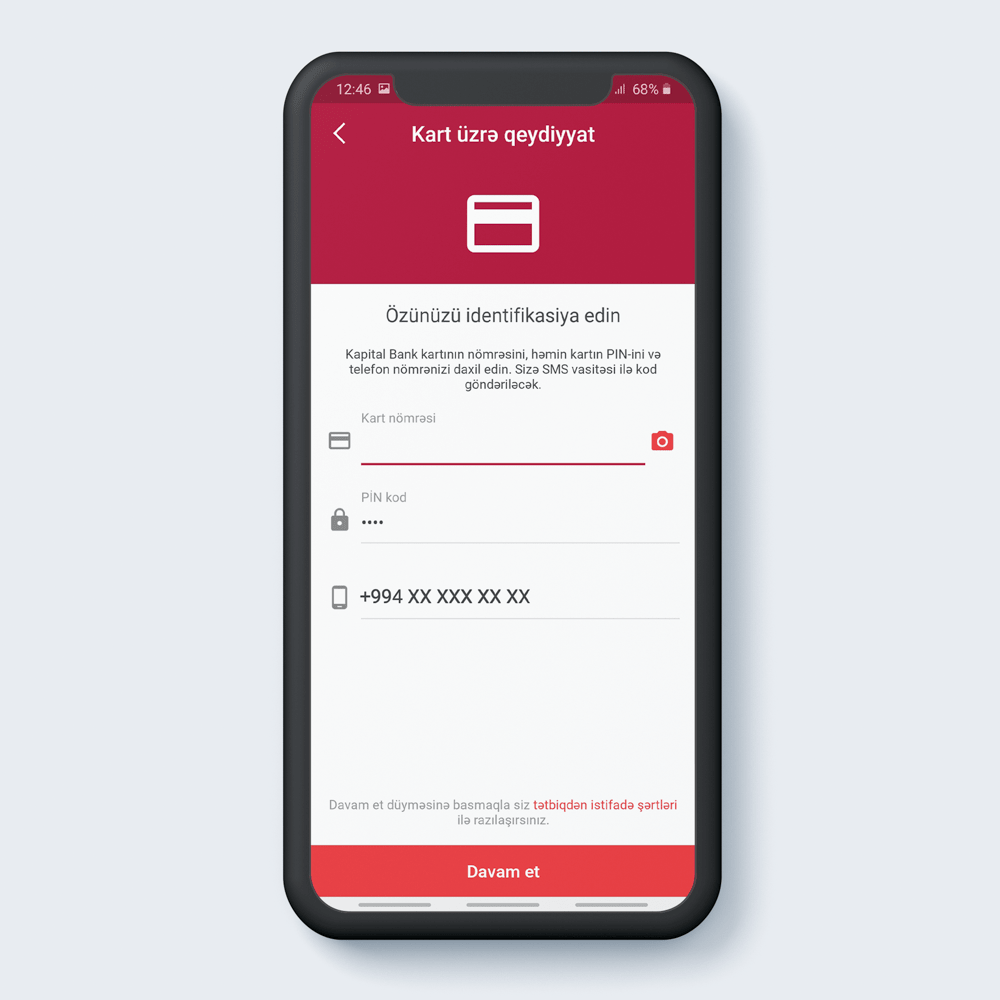 12:46 68%
Kart üzrə qeydiyyat
Özünüzü identifikasiya edin
Kapital Bank kartının nömrəsini, həmin kartın PIN-ini və
telefon nömrənizi daxil edin. Sizə SMS vasitəsi ilə kod
göndəriləcək.
Kart nömrəsi
PİN kod
••••
+994 XX XXX XX XX
Davam et düyməsinə basmaqla siz tətbiqdən istifadə şərtləri
ilə razılaşırsınız.
Davam et